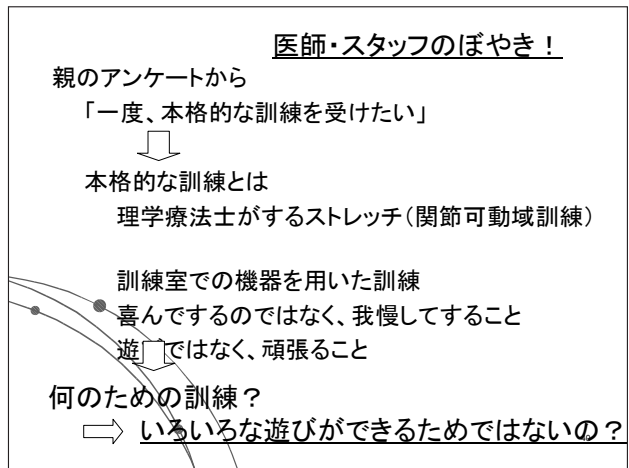 医師・スタッフのぼやき！
親のアンケートから
「一度、本格的な訓練を受けたい」
本格的な訓練とは
理学療法士がするストレッチ（関節可動域訓練）
訓練室での機器を用いた訓練
喜んでするのではなく、我慢してすること
遊びではなく、頑張ること
何のための訓練？
いろいろな遊びができるためではないの？